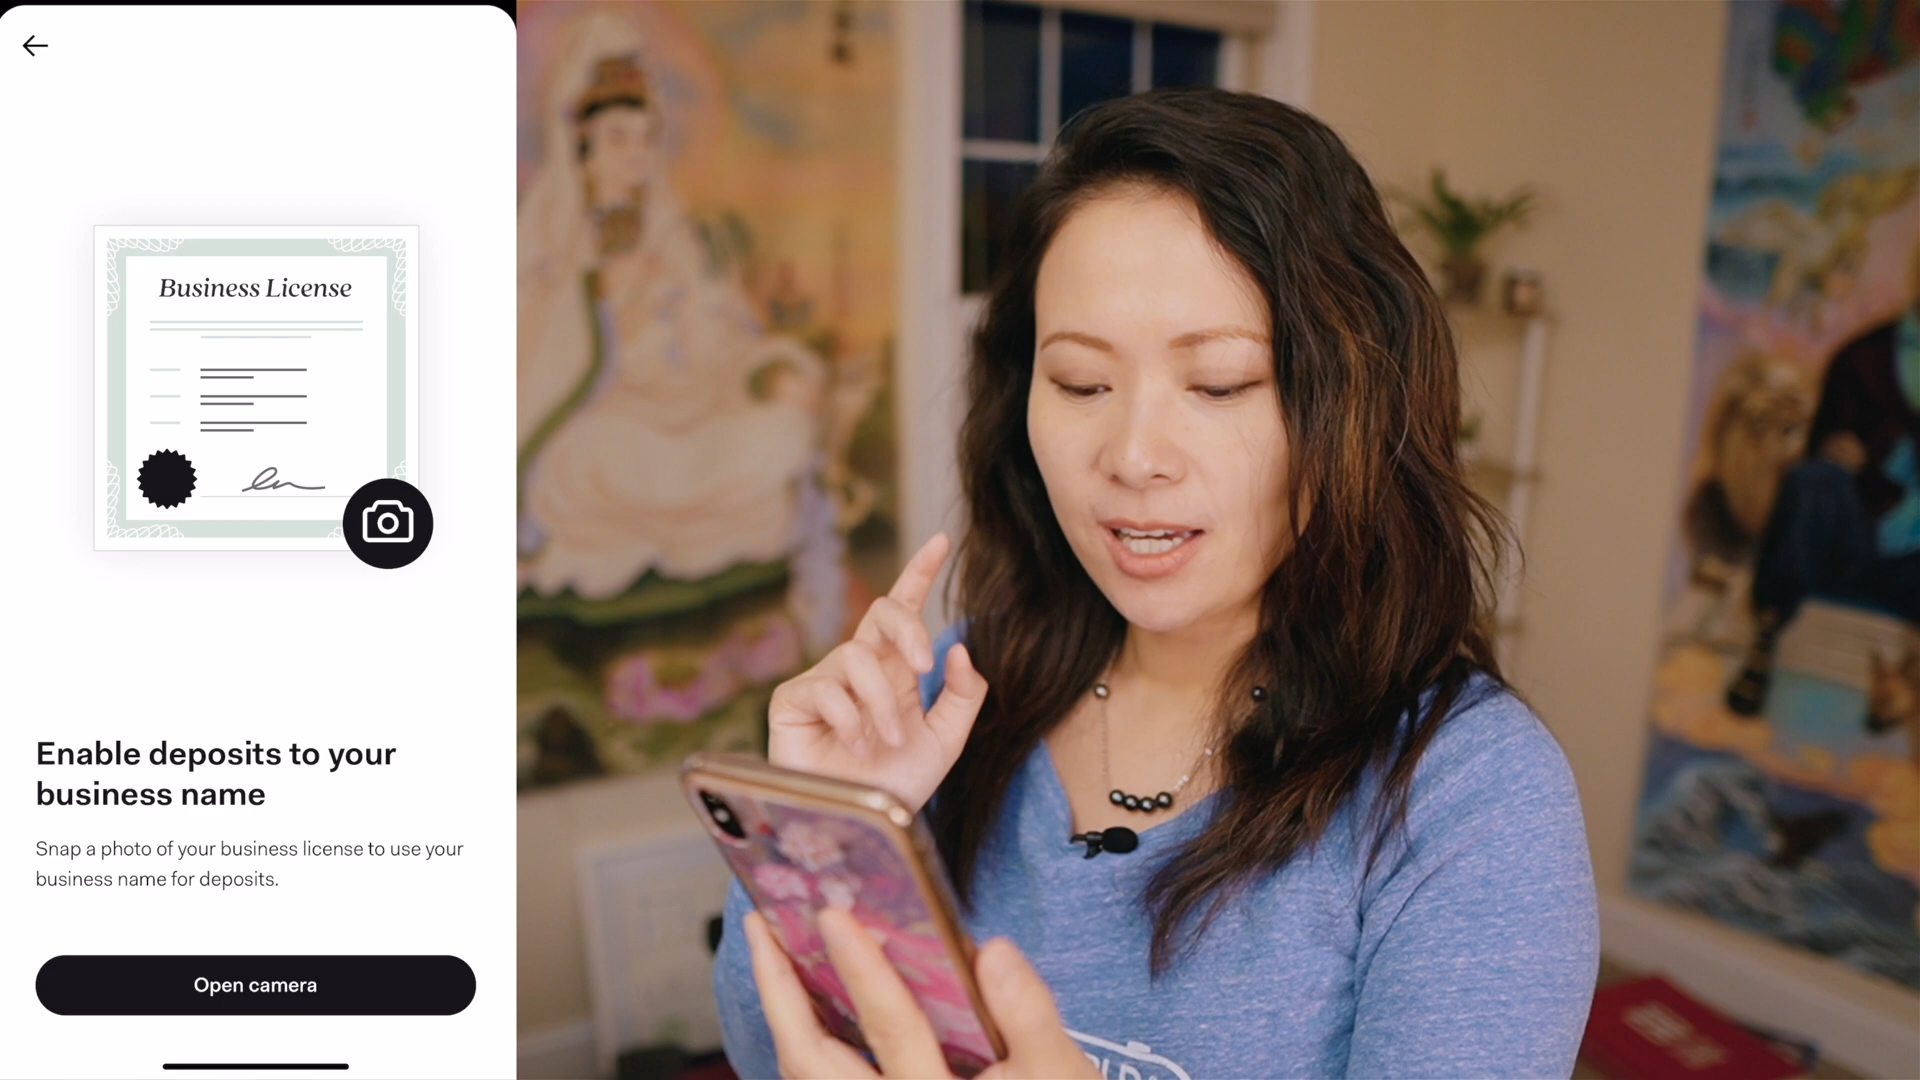 Business License
Enable deposits to your
business name
Snap a photo of your business license to use your
business name for deposits.
Open camera